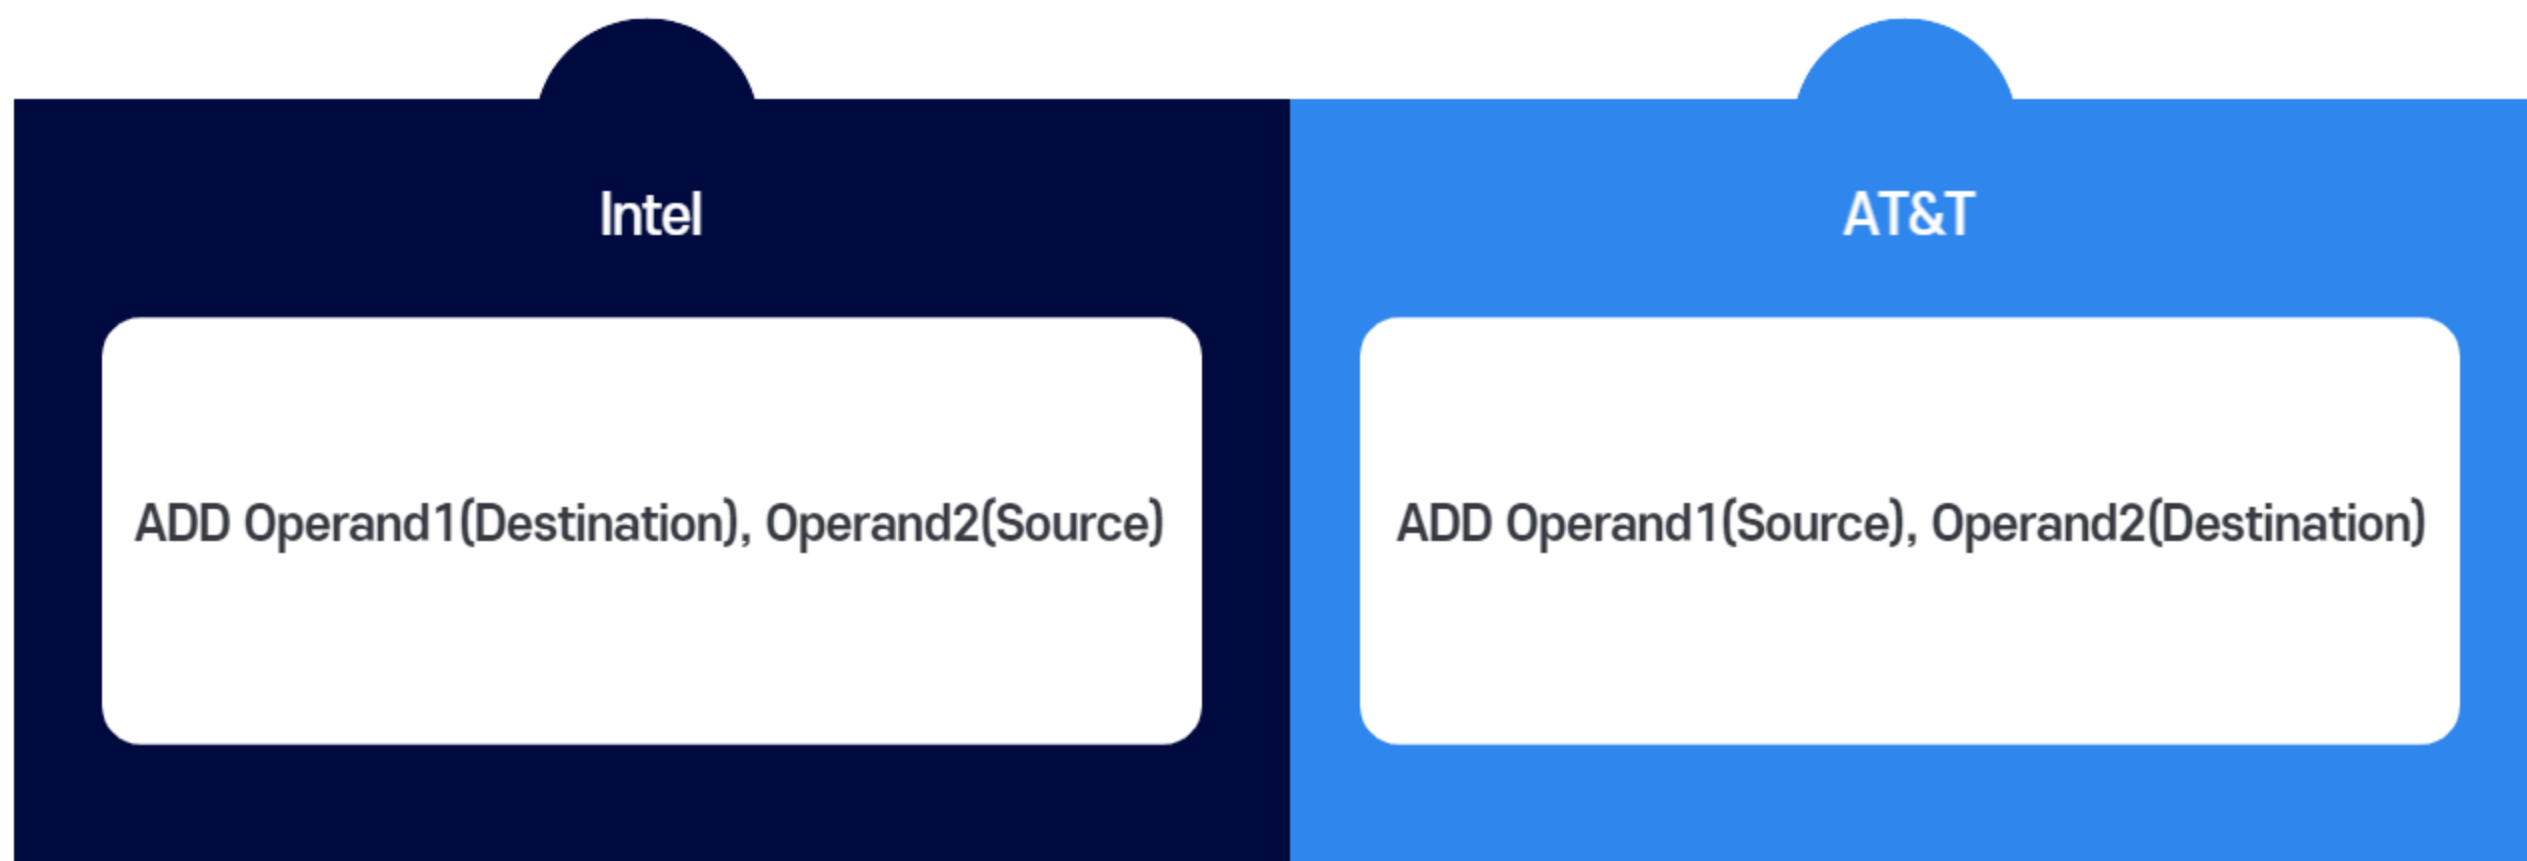 Intel
AT&T
ADD Operand1(Destination), Operand2(Source)
ADD Operand1(Source), Operand2(Destination)